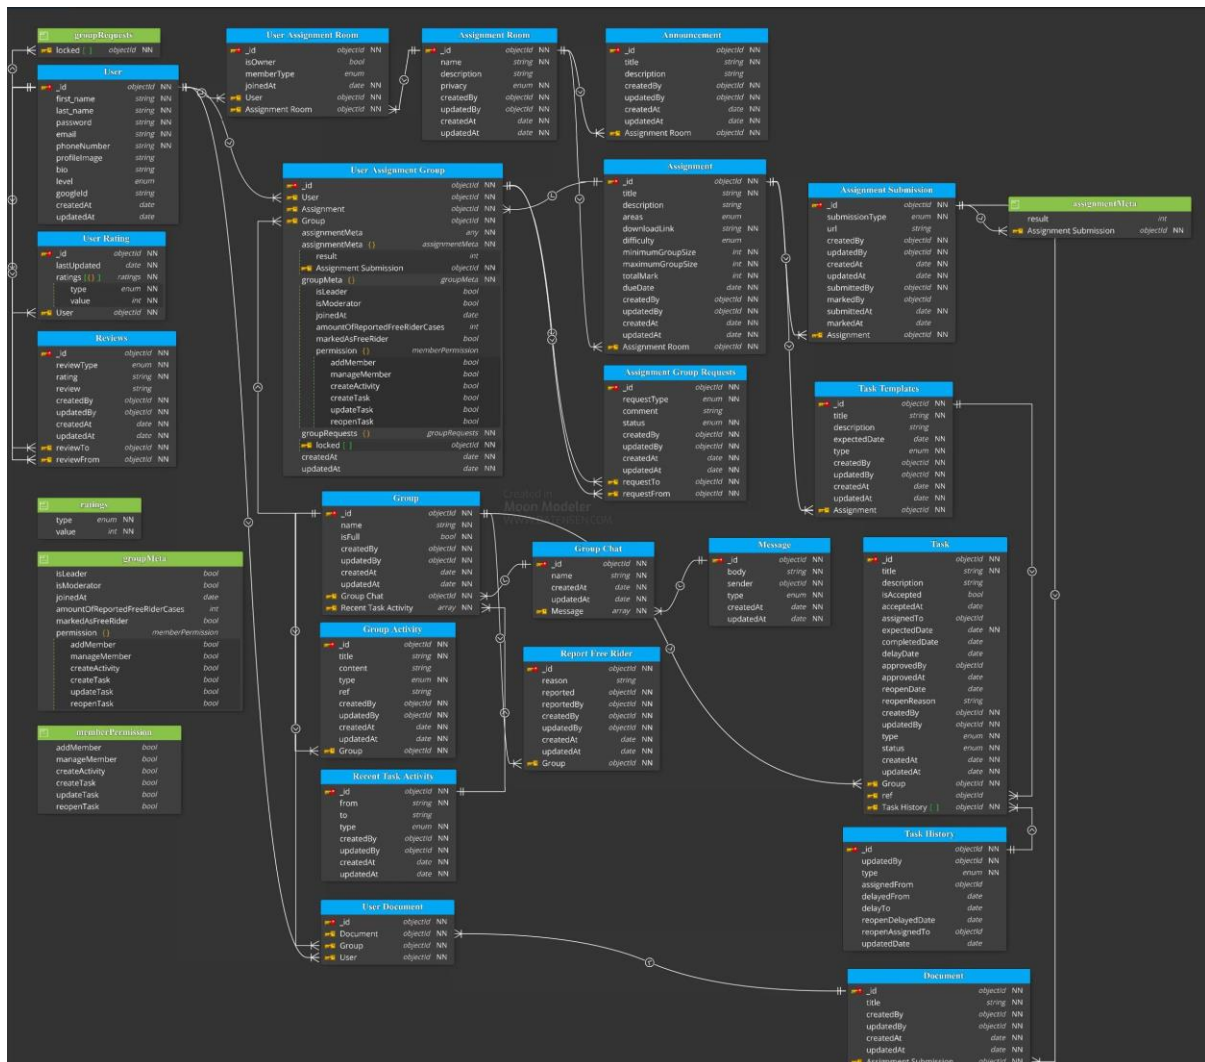 groupRequests
locked [ ] objectId NN
User
_id objectId NN
first_name string NN
last_name string NN
password string NN
email string NN
phoneNumber string NN
profileImage string
bio string
level enum
googleId string
createdAt date
updatedAt date
User Rating
_id objectId NN
lastUpdated date NN
ratings [{}] ratings NN
type enum NN
value int NN
User objectId NN
Reviews
_id objectId NN
reviewType enum NN
rating string NN
review string
createdBy objectId NN
updatedBy objectId NN
createdAt date NN
updatedAt date NN
reviewTo objectId NN
reviewFrom objectId NN
ratings
type enum NN
value int NN
groupMeta
isLeader bool
isModerator bool
joinedAt date
amountOfReportedFreeRiderCases int
markedAsFreeRider bool
permission {} memberPermission
addMember bool
manageMember bool
createActivity bool
createTask bool
updateTask bool
reopenTask bool
memberPermission
addMember bool
manageMember bool
createActivity bool
createTask bool
updateTask bool
reopenTask bool
User Assignment Room
_id objectId NN
isOwner bool
memberType enum
joinedAt date NN
User objectId NN
Assignment Room objectId NN
Assignment Room
_id objectId NN
name string NN
description string
privacy enum NN
createdBy objectId NN
updatedBy objectId NN
createdAt date NN
updatedAt date NN
Announcement
_id objectId NN
title string NN
description string
createdBy objectId NN
updatedBy objectId NN
createdAt date NN
updatedAt date NN
Assignment Room objectId NN
User Assignment Group
_id objectId NN
User objectId NN
Assignment objectId NN
Group objectId NN
assignmentMeta any NN
assignmentMeta {} assignmentMeta NN
result int
Assignment Submission objectId NN
groupMeta {} groupMeta NN
isLeader bool
isModerator bool
joinedAt date
amountOfReportedFreeRiderCases int
markedAsFreeRider bool
permission {} memberPermission
addMember bool
manageMember bool
createActivity bool
createTask bool
updateTask bool
reopenTask bool
groupRequests {} groupRequests NN
locked [ ] objectId NN
createdAt date NN
updatedAt date NN
Assignment
_id objectId NN
title string NN
description string
areas enum
downloadLink string NN
difficulty enum
minimumGroupSize int NN
maximumGroupSize int NN
totalMark int NN
dueDate date NN
createdBy objectId NN
updatedBy objectId NN
createdAt date NN
updatedAt date NN
Assignment Room objectId NN
Assignment Submission
_id objectId NN
submissionType enum NN
url string
createdBy objectId NN
updatedBy objectId NN
createdAt date NN
updatedAt date NN
submittedBy objectId NN
markedBy objectId
submittedAt date NN
markedAt date
Assignment objectId NN
assignmentMeta
result int
Assignment Submission objectId NN
Assignment Group Requests
_id objectId NN
requestType enum NN
comment string
status enum NN
createdBy objectId NN
updatedBy objectId NN
createdAt date NN
updatedAt date NN
requestTo objectId NN
requestFrom objectId NN
Task Templates
_id objectId NN
title string NN
description string
expectedDate date NN
type enum NN
createdBy objectId NN
updatedBy objectId NN
createdAt date NN
updatedAt date NN
Assignment objectId NN
Created in
Moon Modeler
Group
_id objectId NN
name string NN
isFull bool NN
createdBy objectId NN
updatedBy objectId NN
createdAt date NN
updatedAt date NN
Group Chat objectId NN
Recent Task Activity array NN
Group Chat
_id objectId NN
name string NN
createdAt date NN
updatedAt date NN
Message array NN
Message
_id objectId NN
body string NN
sender objectId NN
type enum NN
createdAt date NN
updatedAt date NN
Task
_id objectId NN
title string NN
description string
isAccepted bool
acceptedAt date
assignedTo objectId
expectedDate date NN
completedDate date
delayDate date
approvedBy objectId
approvedAt date
reopenDate date
reopenReason string
createdBy objectId NN
updatedBy objectId NN
type enum NN
status enum NN
createdAt date NN
updatedAt date NN
Group objectId NN
ref objectId
Task History [ ] objectId NN
Group Activity
_id objectId NN
title string NN
content string
type enum NN
ref string
createdBy objectId NN
updatedBy objectId NN
createdAt date NN
updatedAt date NN
Group objectId NN
Report Free Rider
_id objectId NN
reason string
reported objectId NN
reportedBy objectId NN
createdBy objectId NN
updatedBy objectId NN
createdAt date NN
updatedAt date NN
Group objectId NN
Recent Task Activity
_id objectId NN
from string NN
to string
type enum NN
createdBy objectId NN
updatedBy objectId NN
createdAt date NN
updatedAt date NN
Task History
_id objectId NN
updatedBy objectId NN
type enum NN
assignedFrom objectId
delayedFrom date
delayTo date
reopenDelayedDate date
reopenAssignedTo objectId
updatedDate date
User Document
_id objectId NN
Document objectId NN
Group objectId NN
User objectId NN
Document
_id objectId NN
title string NN
createdBy objectId NN
updatedBy objectId NN
createdAt date NN
updatedAt date NN
Assignment Submission objectId NN